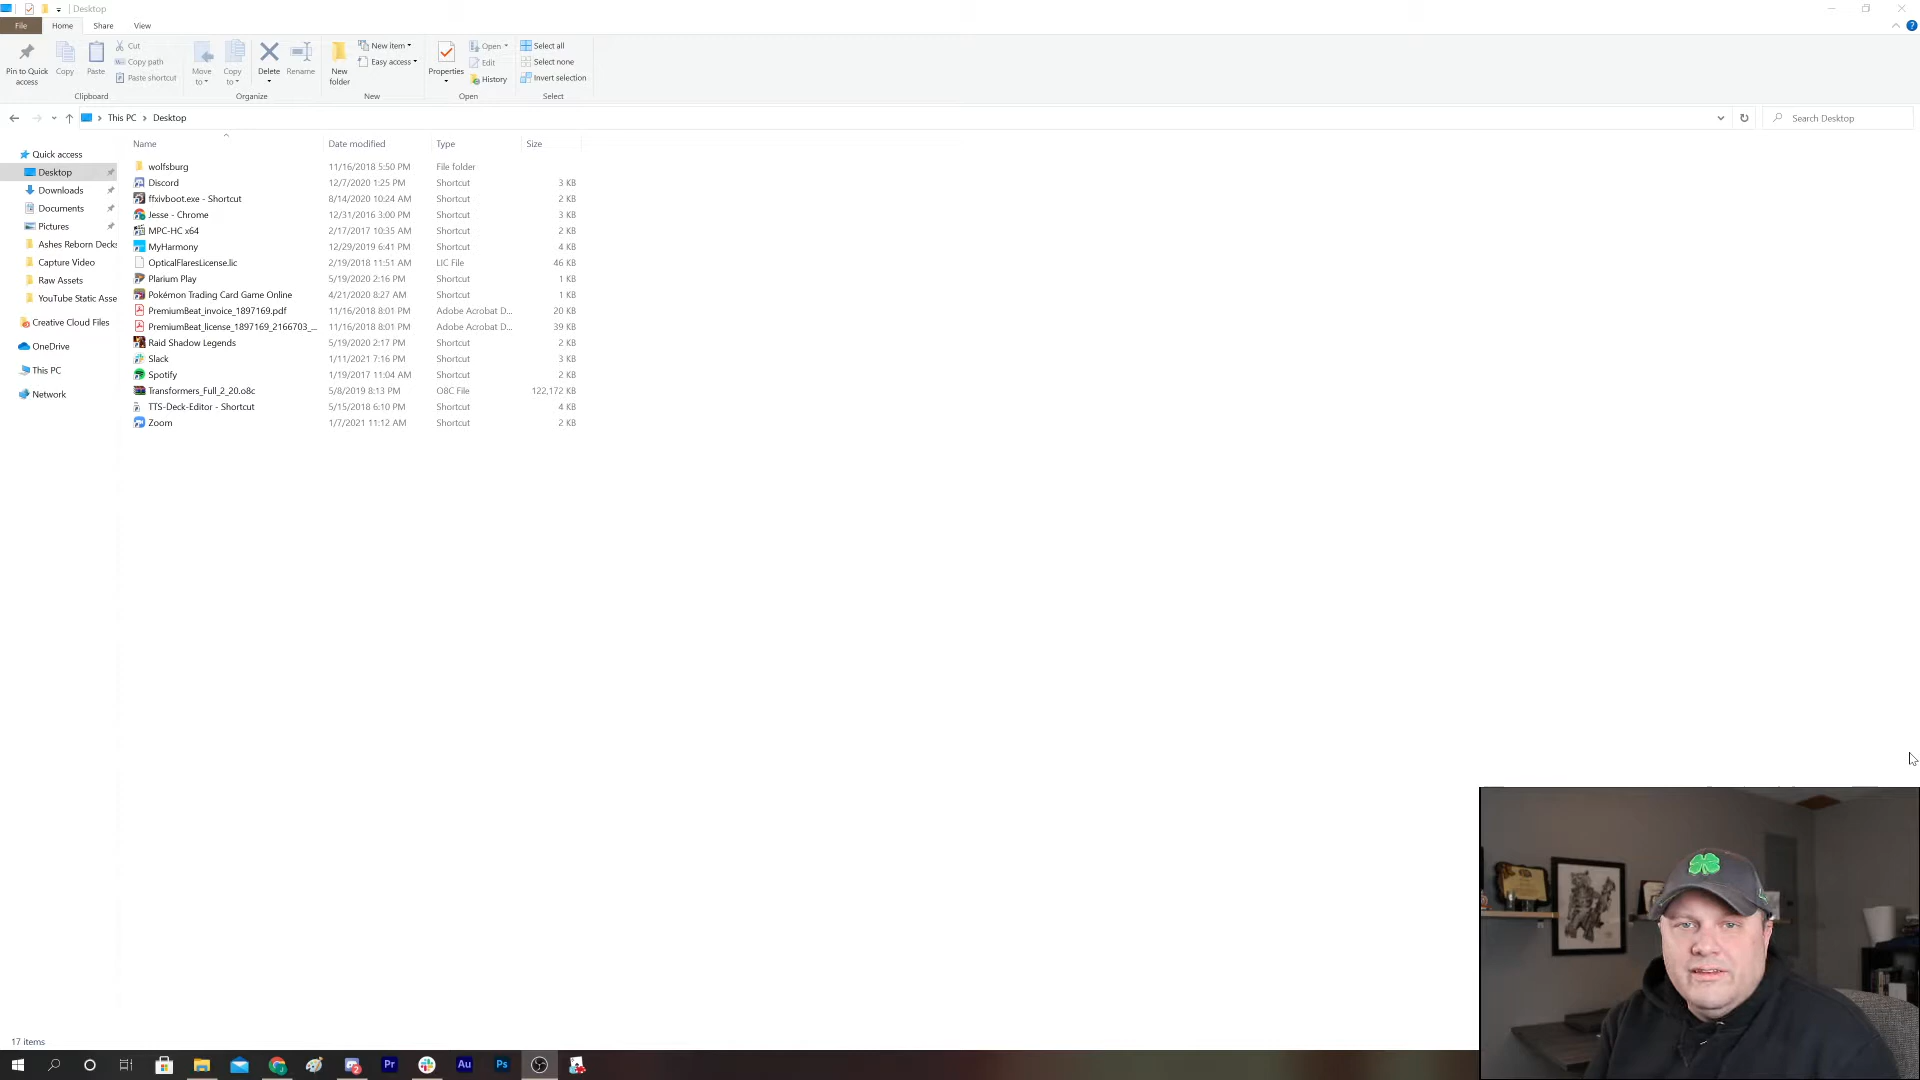 Desktop
File Home Share View
Pin to Quick access
Copy
Paste
Cut
Copy path
Paste shortcut
Clipboard
Move to
Copy to
Delete
Rename
Organize
New folder
New item
Easy access
New
Properties
Open
Edit
History
Open
Select all
Select none
Invert selection
Select
This PC > Desktop
Search Desktop
Name Date modified Type Size
Quick access
Desktop
Downloads
Documents
Pictures
Ashes Reborn Decks
Capture Video
Raw Assets
YouTube Static Asse
Creative Cloud Files
OneDrive
This PC
Network
wolfsburg 11/16/2018 5:50 PM File folder
Discord 12/7/2020 1:25 PM Shortcut 3 KB
ffxivboot.exe - Shortcut 8/14/2020 10:24 AM Shortcut 2 KB
Jesse - Chrome 12/31/2016 3:00 PM Shortcut 3 KB
MPC-HC x64 2/17/2017 10:35 AM Shortcut 2 KB
MyHarmony 12/29/2019 6:41 PM Shortcut 4 KB
OpticalFlaresLicense.lic 2/19/2018 11:51 AM LIC File 46 KB
Plarium Play 5/19/2020 2:16 PM Shortcut 1 KB
Pokémon Trading Card Game Online 4/21/2020 8:27 AM Shortcut 1 KB
PremiumBeat_invoice_1897169.pdf 11/16/2018 8:01 PM Adobe Acrobat D... 20 KB
PremiumBeat_license_1897169_2166703_... 11/16/2018 8:01 PM Adobe Acrobat D... 39 KB
Raid Shadow Legends 5/19/2020 2:17 PM Shortcut 2 KB
Slack 1/11/2021 7:16 PM Shortcut 3 KB
Spotify 1/19/2017 11:04 AM Shortcut 2 KB
Transformers_Full_2_20.o8c 5/8/2019 8:13 PM O8C File 122,172 KB
TTS-Deck-Editor - Shortcut 5/15/2018 6:10 PM Shortcut 4 KB
Zoom 1/7/2021 11:12 AM Shortcut 2 KB
17 items
Pr Au Ps